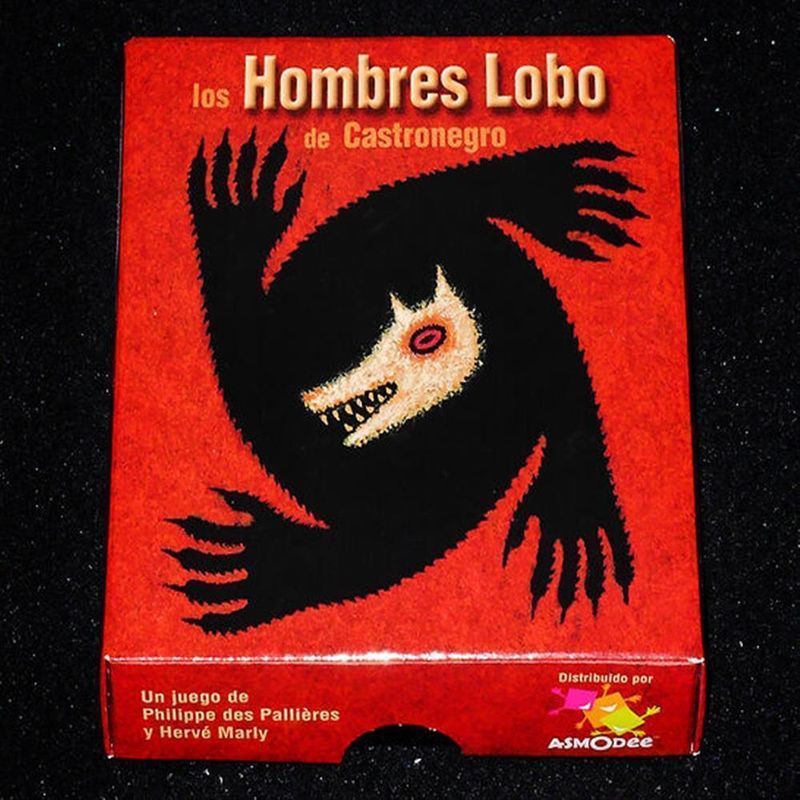 los Hombres Lobo
de Castronegro
Un juego de
Philippe des Pallières
y Hervé Marly
Distribuido por
ASMODee